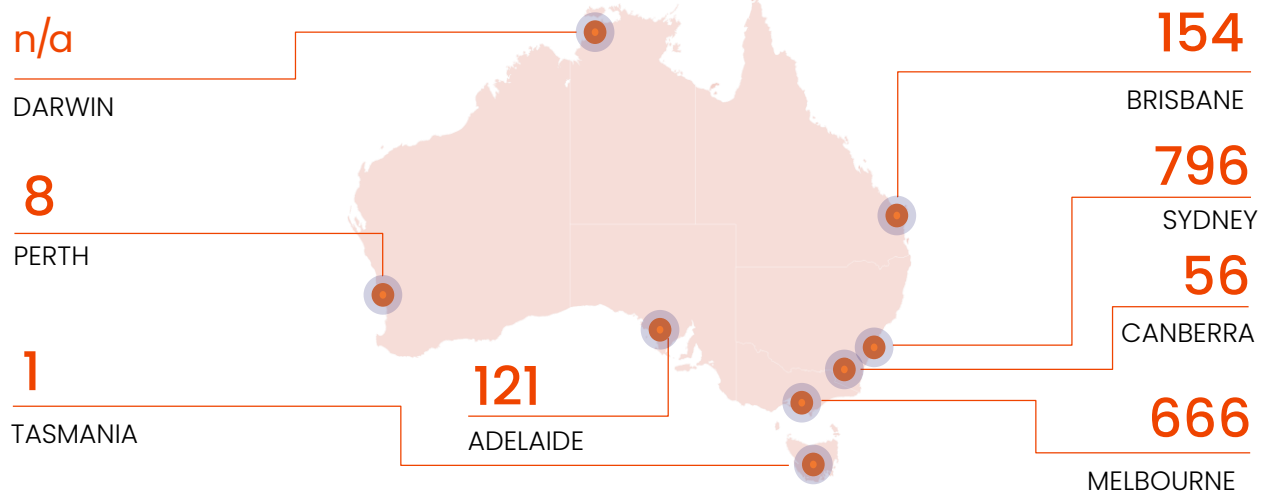 n/a
DARWIN
154
BRISBANE
8
PERTH
796
SYDNEY
56
CANBERRA
1
TASMANIA
121
ADELAIDE
666
MELBOURNE